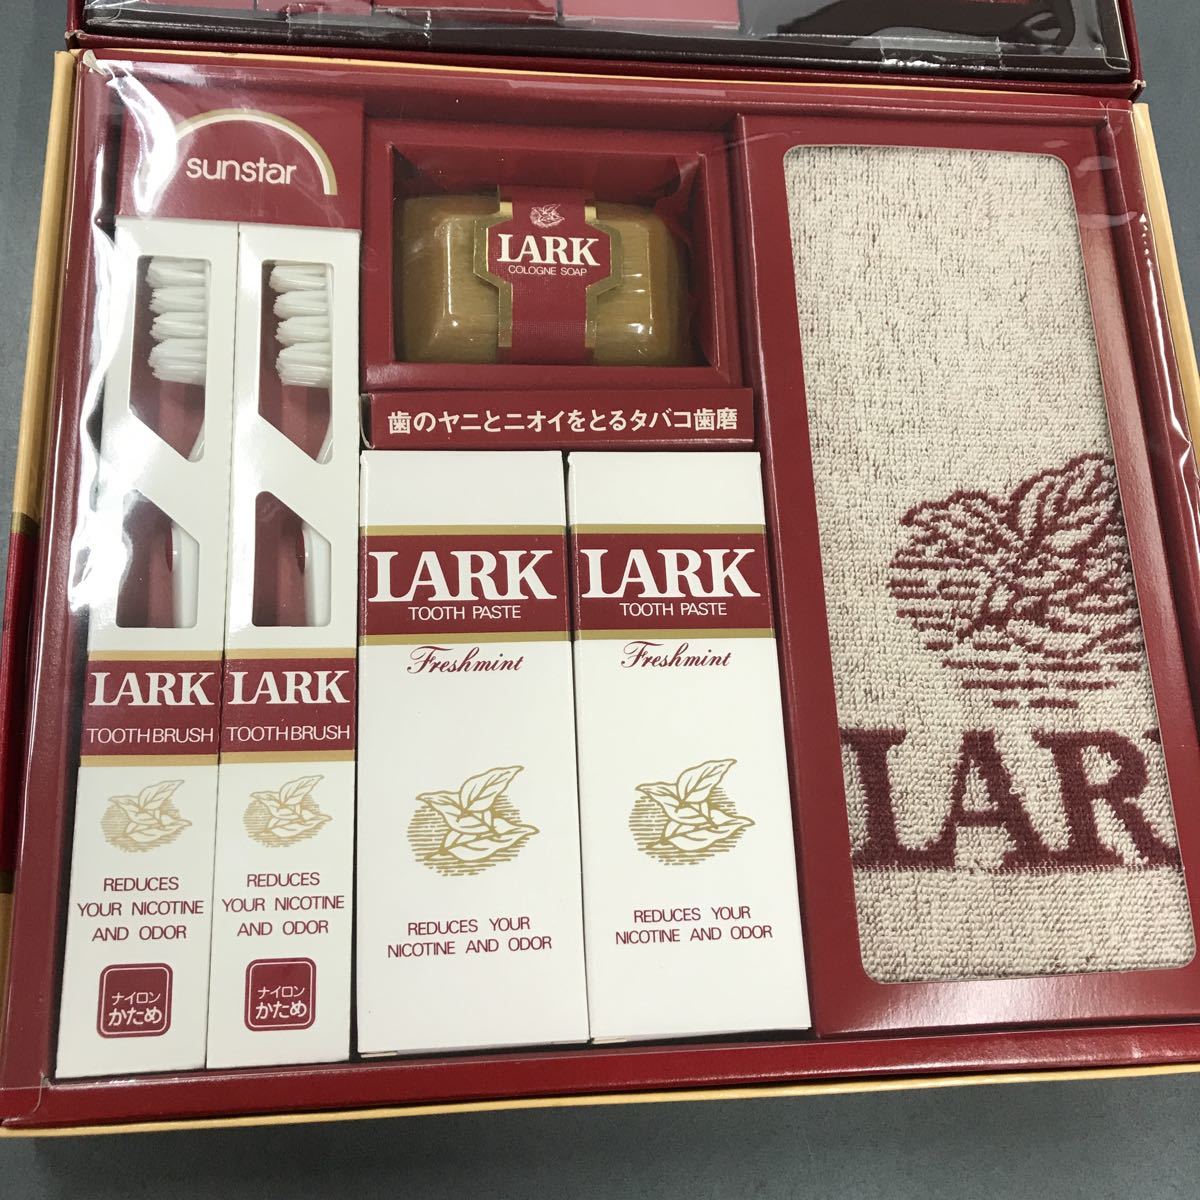 sunstar
LARK
COLOGNE SOAP
歯のヤニとニオイをとるタバコ歯磨
LARK
TOOTHBRUSH
REDUCES
YOUR NICOTINE
AND ODOR
ナイロン
かため
LARK
TOOTHBRUSH
REDUCES
YOUR NICOTINE
AND ODOR
ナイロン
かため
LARK
TOOTH PASTE
Freshmint
REDUCES YOUR
NICOTINE AND ODOR
LARK
TOOTH PASTE
Freshmint
REDUCES YOUR
NICOTINE AND ODOR
LAR